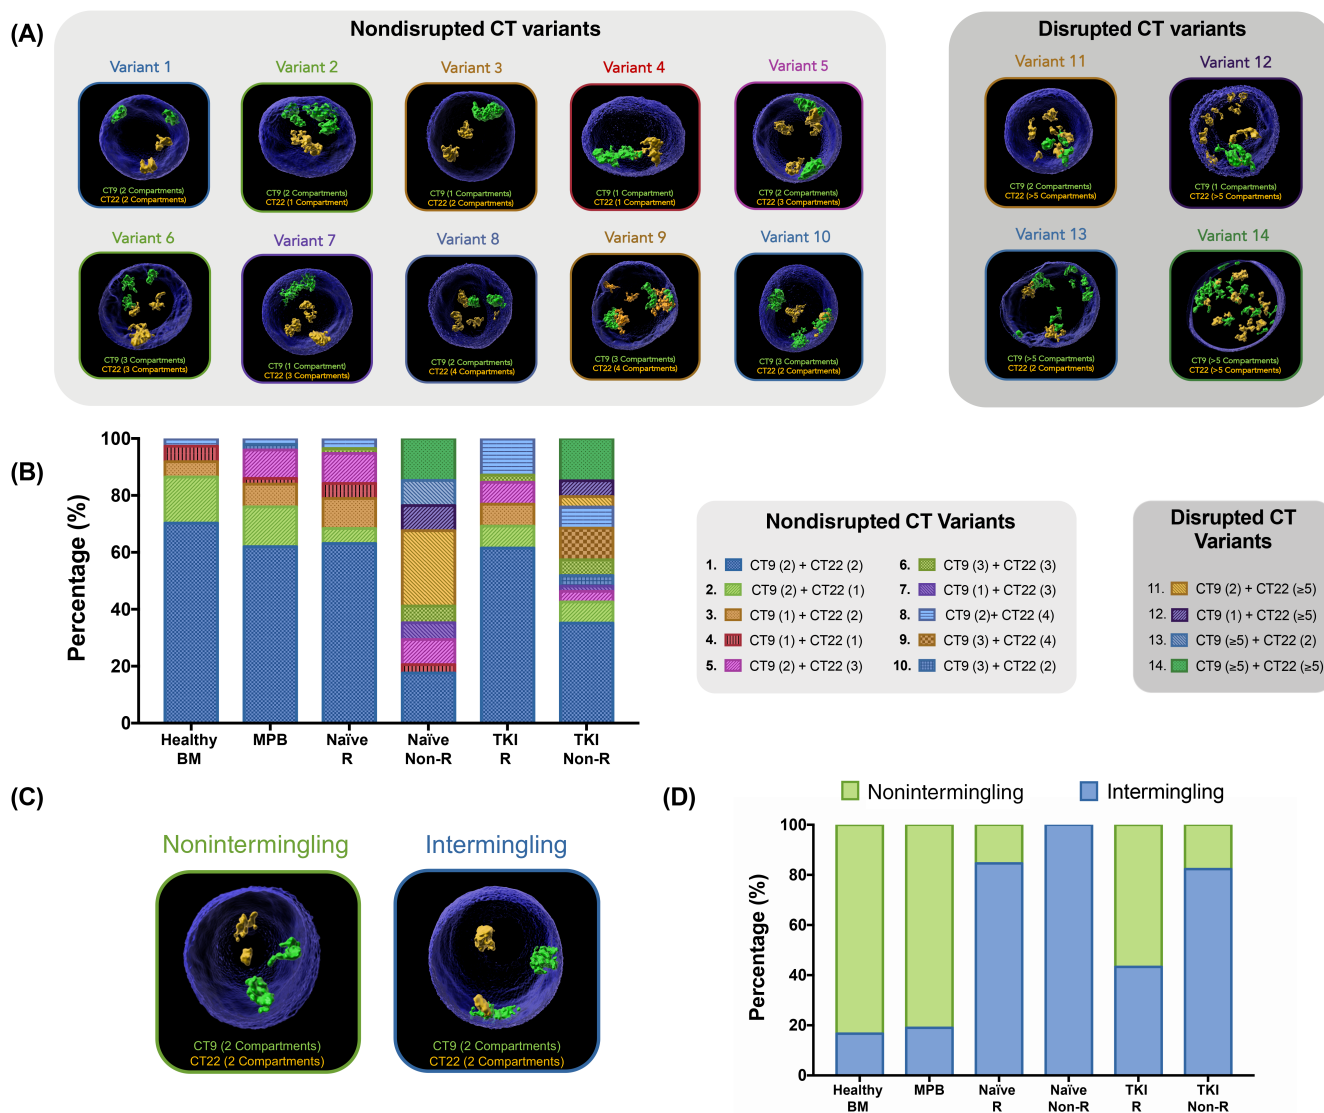 (A)
Nondisrupted CT variants
Variant 1
Variant 2
Variant 3
Variant 4
Variant 5
CT9 (2 Compartments)
CT22 (2 Compartments)
CT9 (2 Compartments)
CT22 (1 Compartment)
CT9 (1 Compartments)
CT22 (2 Compartments)
CT9 (1 Compartment)
CT22 (1 Compartment)
CT9 (2 Compartments)
CT22 (3 Compartments)
Variant 6
Variant 7
Variant 8
Variant 9
Variant 10
CT9 (3 Compartments)
CT22 (3 Compartments)
CT9 (1 Compartment)
CT22 (3 Compartments)
CT9 (2 Compartments)
CT22 (4 Compartments)
CT9 (3 Compartments)
CT22 (4 Compartments)
CT9 (3 Compartments)
CT22 (2 Compartments)
Disrupted CT variants
Variant 11
Variant 12
CT9 (2 Compartments)
CT22 (>5 Compartments)
CT9 (1 Compartments)
CT22 (>5 Compartments)
Variant 13
Variant 14
CT9 (>5 Compartments)
CT22 (2 Compartments)
CT9 (>5 Compartments)
CT22 (>5 Compartments)
(B)
Percentage (%)
100
80
60
40
20
0
Healthy
BM
MPB
Naïve
R
Naïve
Non-R
TKI
R
TKI
Non-R
Nondisrupted CT Variants
1. CT9 (2) + CT22 (2)
2. CT9 (2) + CT22 (1)
3. CT9 (1) + CT22 (2)
4. CT9 (1) + CT22 (1)
5. CT9 (2) + CT22 (3)
6. CT9 (3) + CT22 (3)
7. CT9 (1) + CT22 (3)
8. CT9 (2)+ CT22 (4)
9. CT9 (3) + CT22 (4)
10. CT9 (3) + CT22 (2)
Disrupted CT
Variants
11. CT9 (2) + CT22 (≥5)
12. CT9 (1) + CT22 (≥5)
13. CT9 (≥5) + CT22 (2)
14. CT9 (≥5) + CT22 (≥5)
(C)
Nonintermingling
Intermingling
CT9 (2 Compartments)
CT22 (2 Compartments)
CT9 (2 Compartments)
CT22 (2 Compartments)
(D)
Nonintermingling
Intermingling
Percentage (%)
100
80
60
40
20
0
Healthy
BM
MPB
Naïve
R
Naïve
Non-R
TKI
R
TKI
Non-R